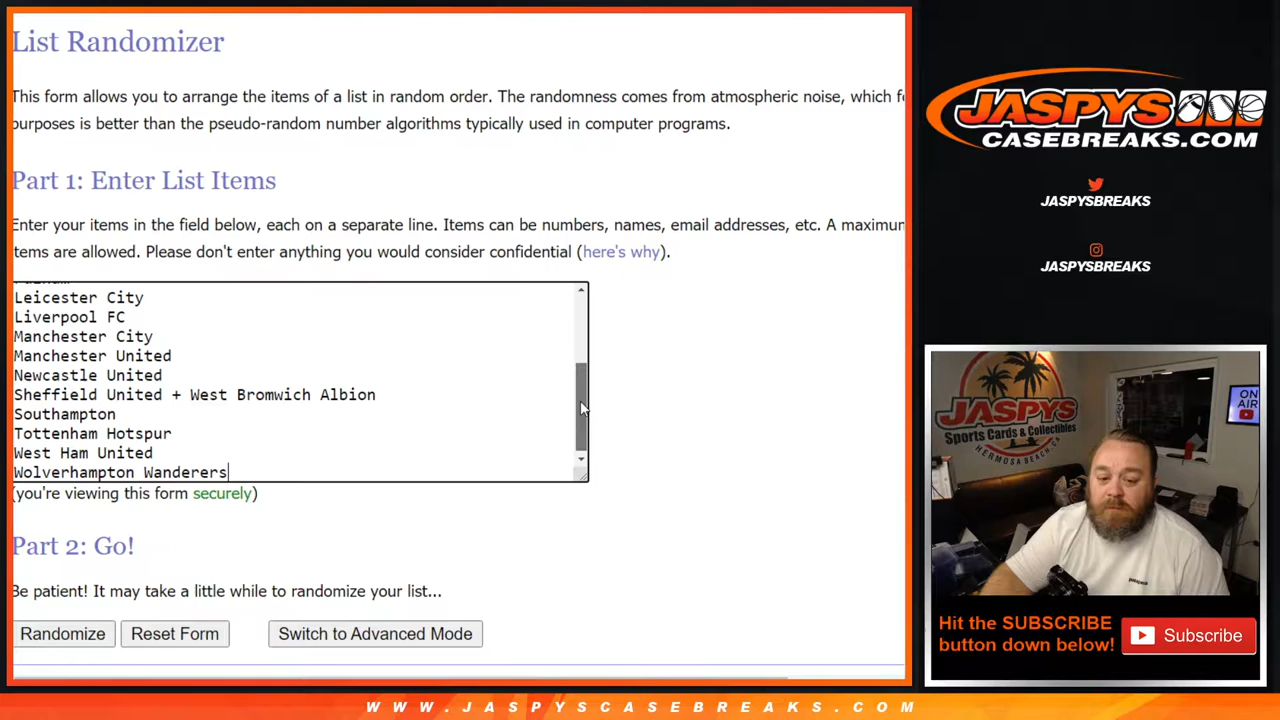 List Randomizer
This form allows you to arrange the items of a list in random order. The randomness comes from atmospheric noise, which f
purposes is better than the pseudo-random number algorithms typically used in computer programs.
Part 1: Enter List Items
Enter your items in the field below, each on a separate line. Items can be numbers, names, email addresses, etc. A maximum
items are allowed. Please don't enter anything you would consider confidential (here's why).
Leicester City
Liverpool FC
Manchester City
Manchester United
Newcastle United
Sheffield United + West Bromwich Albion
Southampton
Tottenham Hotspur
West Ham United
Wolverhampton Wanderers
(you're viewing this form securely)
Part 2: Go!
Be patient! It may take a little while to randomize your list...
Randomize
Reset Form
Switch to Advanced Mode
JASPYS
CASEBREAKS.COM
JASPYSBREAKS
JASPYSBREAKS
JASPYS
Sports Cards & Collectibles
HERMOSA BEACH, CA
ON
AIR
Hit the SUBSCRIBE
button down below!
Subscribe
WWW.JASPYSCASEBREAKS.COM